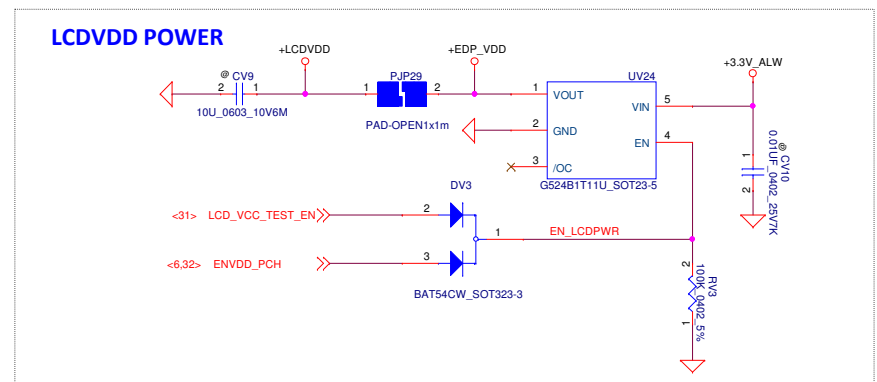 LCDVDD POWER
+LCDVDD
+EDP_VDD
+3.3V_ALW
@
CV9
2
1
10U_0603_10V6M
1
PJP29
2
PAD-OPEN1x1m
UV24
1
VOUT
VIN
5
2
GND
EN
4
3
/OC
G524B1T11U_SOT23-5
1
2
@
CV10
0.01UF_0402_25V7K
DV3
<31>
LCD_VCC_TEST_EN
2
1
EN_LCDPWR
<6,32>
ENVDD_PCH
3
BAT54CW_SOT323-3
2
1
RV3
100K_0402_5%